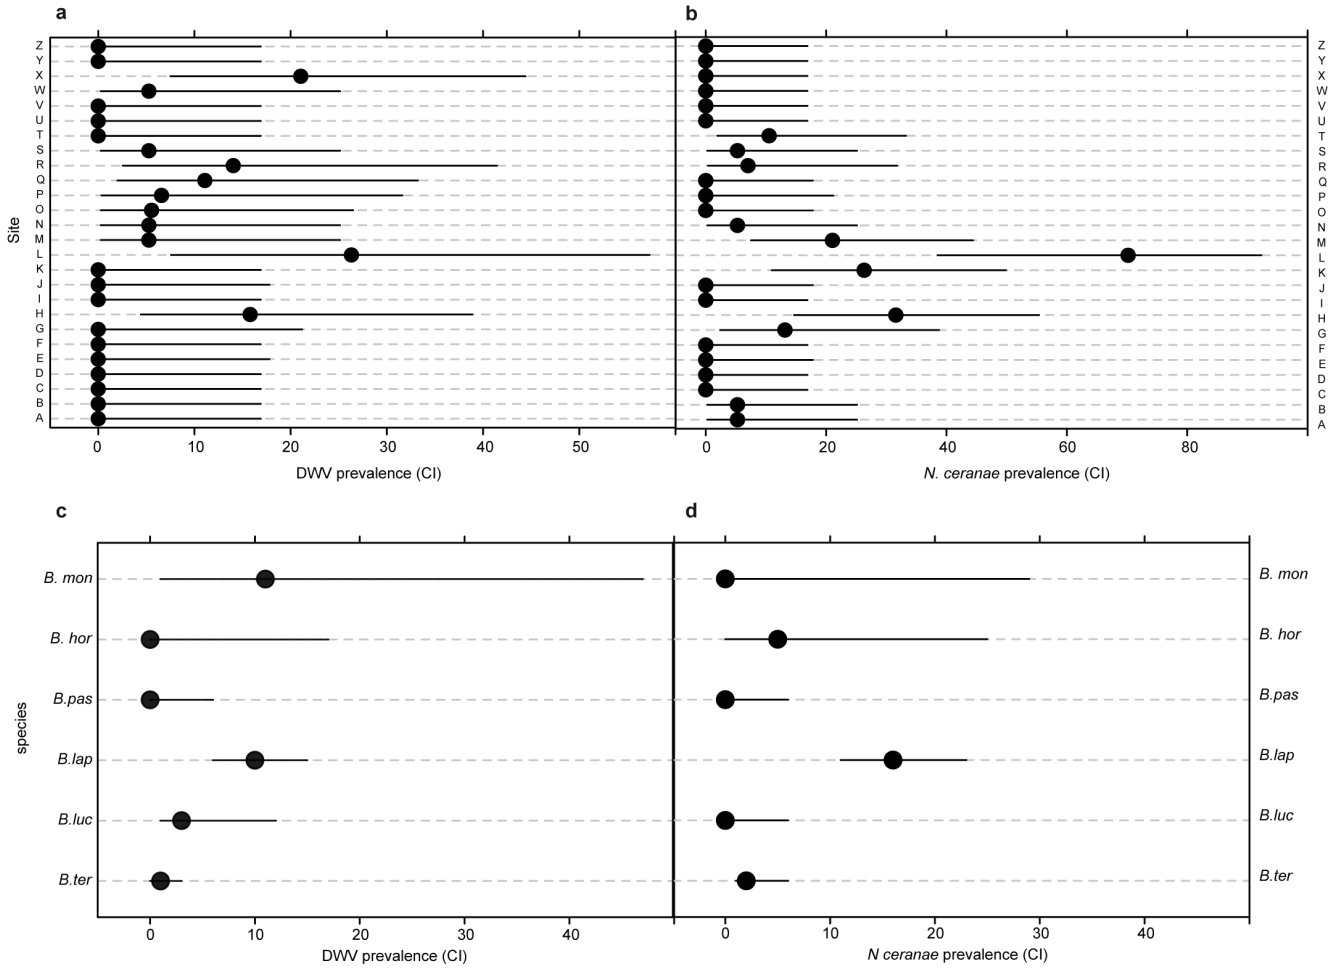 a
b
Z
Y
X
W
V
U
T
S
R
Q
P
O
N
M
L
K
J
I
H
G
F
E
D
C
B
A
Site
0 10 20 30 40 50
DWV prevalence (CI)
Z
Y
X
W
V
U
T
S
R
Q
P
O
N
M
L
K
J
I
H
G
F
E
D
C
B
A
0 20 40 60 80
N. ceranae prevalence (CI)
c
d
B. mon
B. hor
B.pas
B.lap
B.luc
B.ter
species
0 10 20 30 40
DWV prevalence (CI)
B. mon
B. hor
B.pas
B.lap
B.luc
B.ter
0 10 20 30 40
N ceranae prevalence (CI)